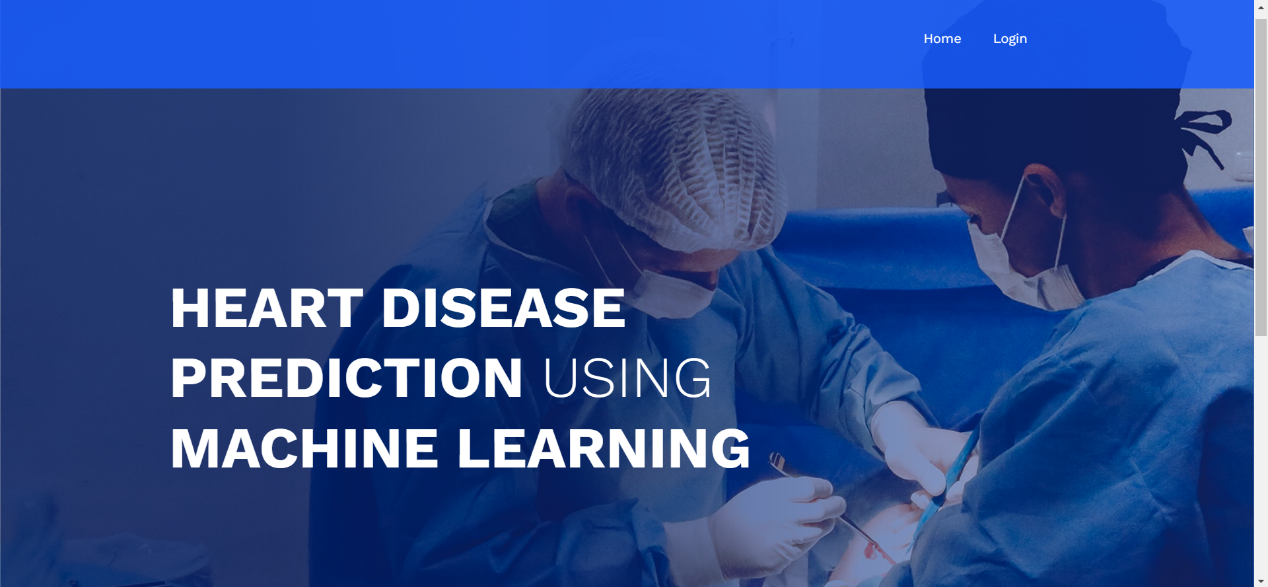 Home Login
HEART DISEASE
PREDICTION USING
MACHINE LEARNING